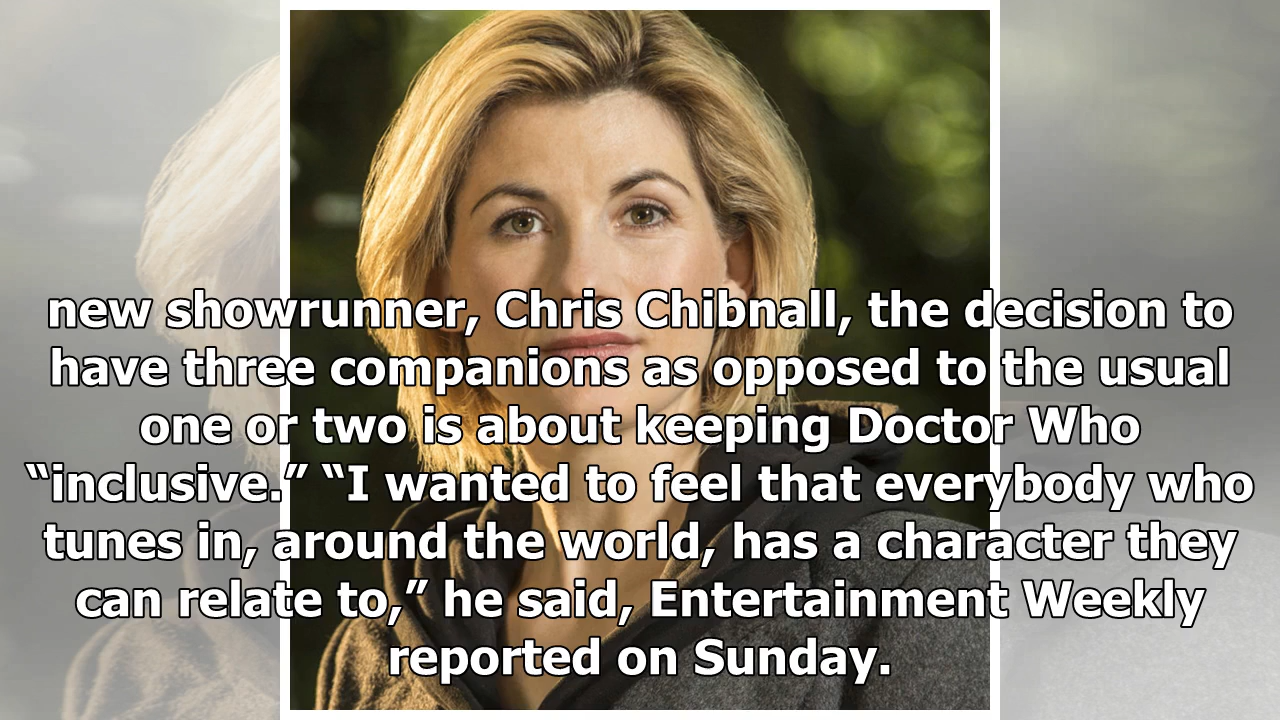 new showrunner, Chris Chibnall, the decision to
have three companions as opposed to the usual
one or two is about keeping Doctor Who
“inclusive.” “I wanted to feel that everybody who
tunes in, around the world, has a character they
can relate to,” he said, Entertainment Weekly
reported on Sunday.